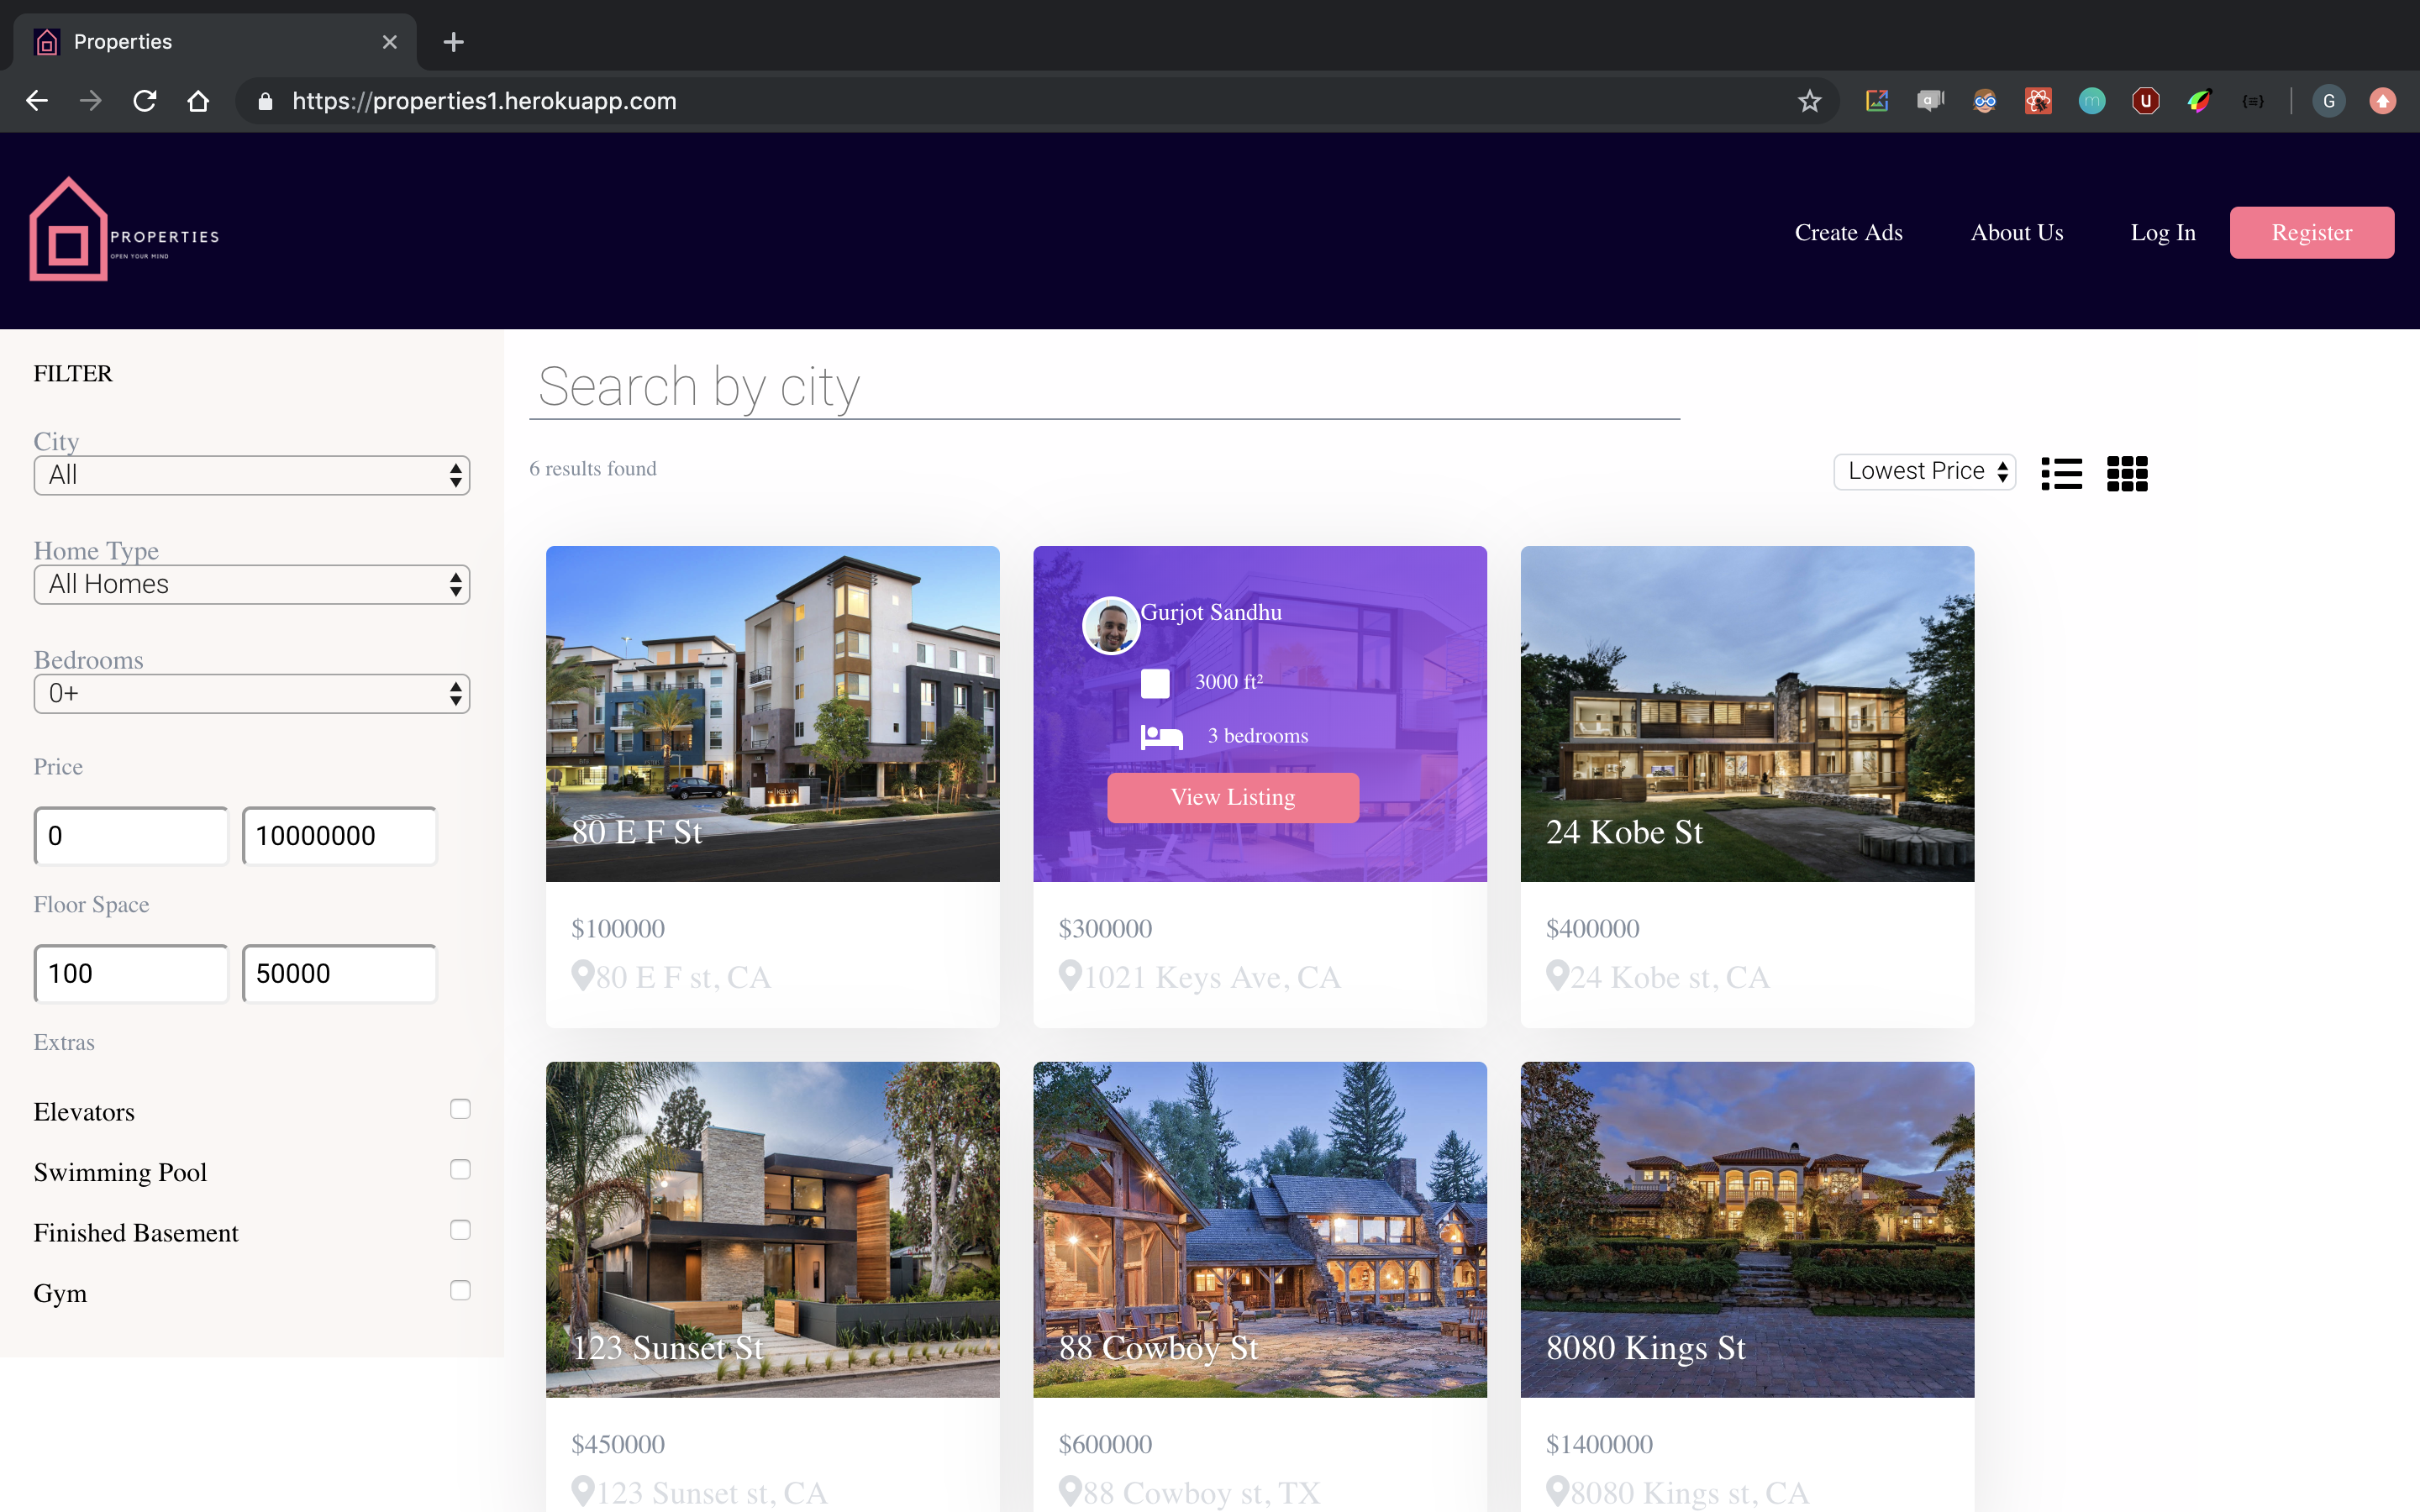 Properties
https://properties1.herokuapp.com
G
PROPERTIES
OPEN YOUR MIND
Create Ads
About Us
Log In
Register
FILTER
City
All
Home Type
All Homes
Bedrooms
0+
Price
0
10000000
Floor Space
100
50000
Extras
Elevators
Swimming Pool
Finished Basement
Gym
Search by city
6 results found
Lowest Price
80 E F St
$100000
80 E F st, CA
Gurjot Sandhu
3000 ft²
3 bedrooms
View Listing
$300000
1021 Keys Ave, CA
24 Kobe St
$400000
24 Kobe st, CA
123 Sunset St
$450000
123 Sunset st, CA
88 Cowboy St
$600000
88 Cowboy st, TX
8080 Kings St
$1400000
8080 Kings st, CA